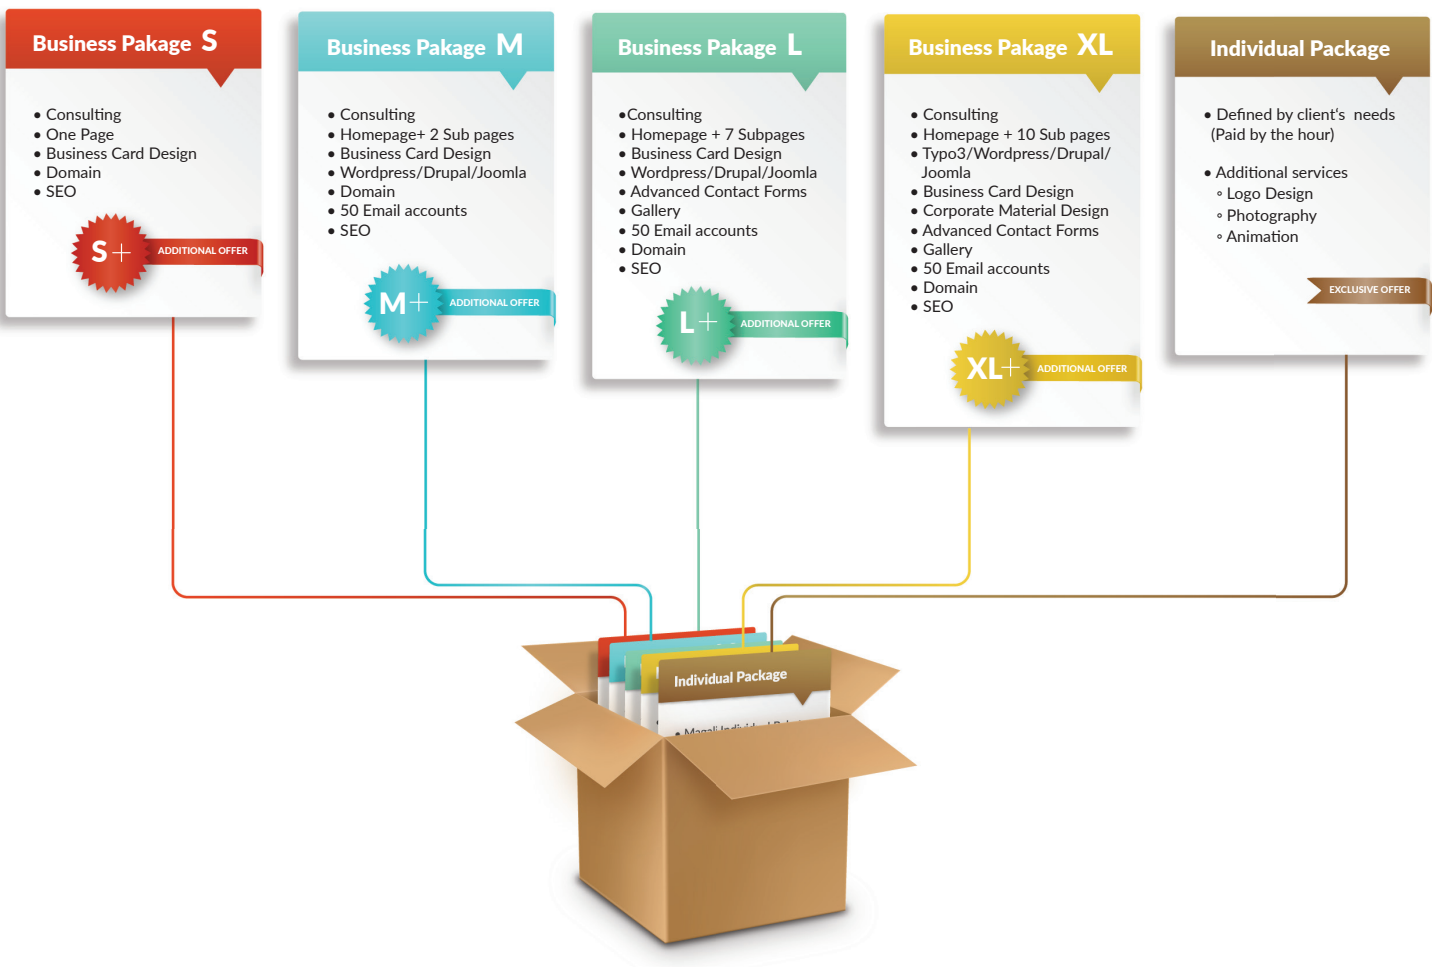 Business Pakage S
• Consulting
• One Page
• Business Card Design
• Domain
• SEO
S+
ADDITIONAL OFFER
Business Pakage M
• Consulting
• Homepage+ 2 Sub pages
• Business Card Design
• Wordpress/Drupal/Joomla
• Domain
• 50 Email accounts
• SEO
M+
ADDITIONAL OFFER
Business Pakage L
•Consulting
• Homepage + 7 Subpages
• Business Card Design
• Wordpress/Drupal/Joomla
• Advanced Contact Forms
• Gallery
• 50 Email accounts
• Domain
• SEO
L+
ADDITIONAL OFFER
Business Pakage XL
• Consulting
• Homepage + 10 Sub pages
• Typo3/Wordpress/Drupal/
Joomla
• Business Card Design
• Corporate Material Design
• Advanced Contact Forms
• Gallery
• 50 Email accounts
• Domain
• SEO
XL+
ADDITIONAL OFFER
Individual Package
• Defined by client's needs
(Paid by the hour)
• Additional services
° Logo Design
° Photography
° Animation
EXCLUSIVE OFFER
Individual Package